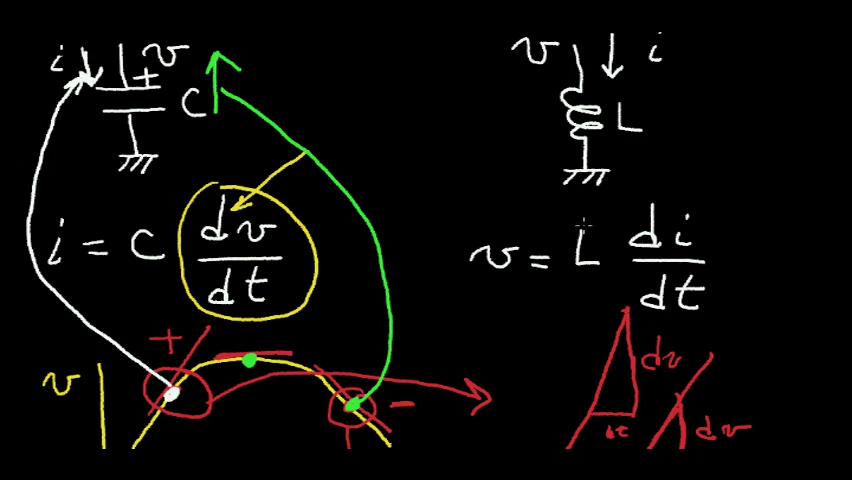 i + v
C
i = C dv/dt
+
v
-
v i
L
v = L di/dt
dv
dt
dv